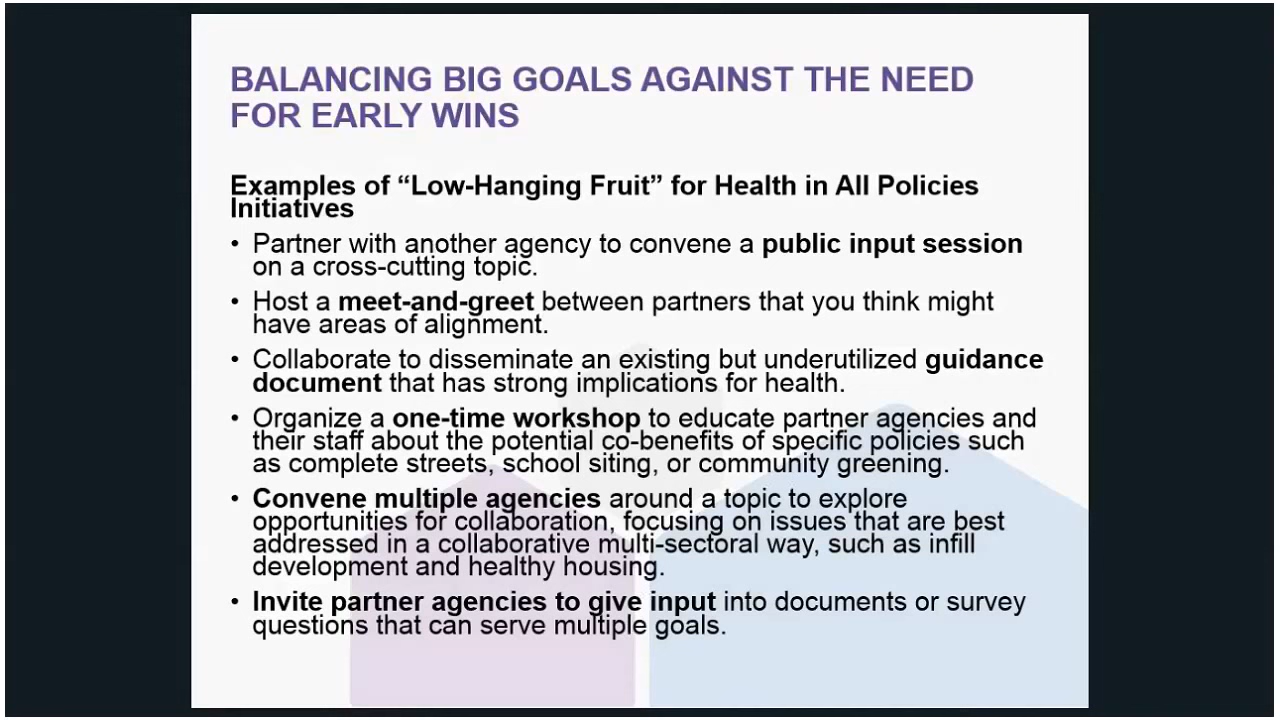 BALANCING BIG GOALS AGAINST THE NEED
FOR EARLY WINS
Examples of “Low-Hanging Fruit” for Health in All Policies
Initiatives
• Partner with another agency to convene a public input session
on a cross-cutting topic.
• Host a meet-and-greet between partners that you think might
have areas of alignment.
• Collaborate to disseminate an existing but underutilized guidance
document that has strong implications for health.
• Organize a one-time workshop to educate partner agencies and
their staff about the potential co-benefits of specific policies such
as complete streets, school siting, or community greening.
• Convene multiple agencies around a topic to explore
opportunities for collaboration, focusing on issues that are best
addressed in a collaborative multi-sectoral way, such as infill
development and healthy housing.
• Invite partner agencies to give input into documents or survey
questions that can serve multiple goals.